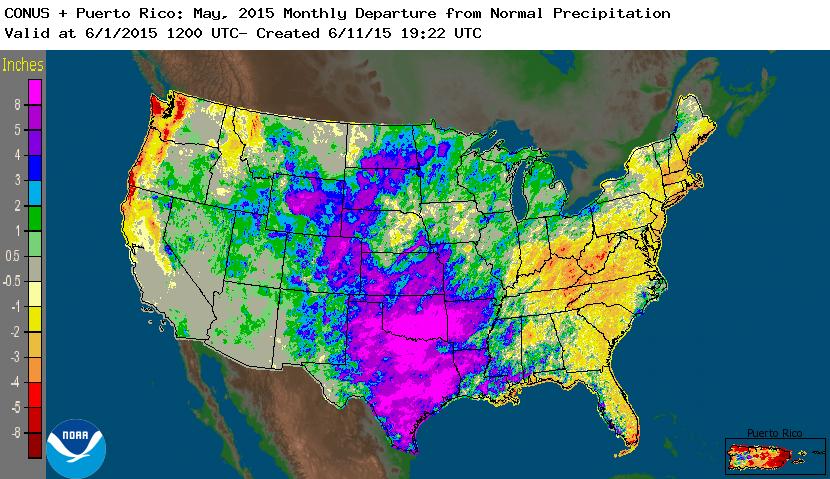 CONUS + Puerto Rico: May, 2015 Monthly Departure from Normal Precipitation
Valid at 6/1/2015 1200 UTC- Created 6/11/15 19:22 UTC
Inches
8
5
4
3
2
1
0.5
-0.5
-1
-2
-3
-4
-5
-8
NOAA
Puerto Rico